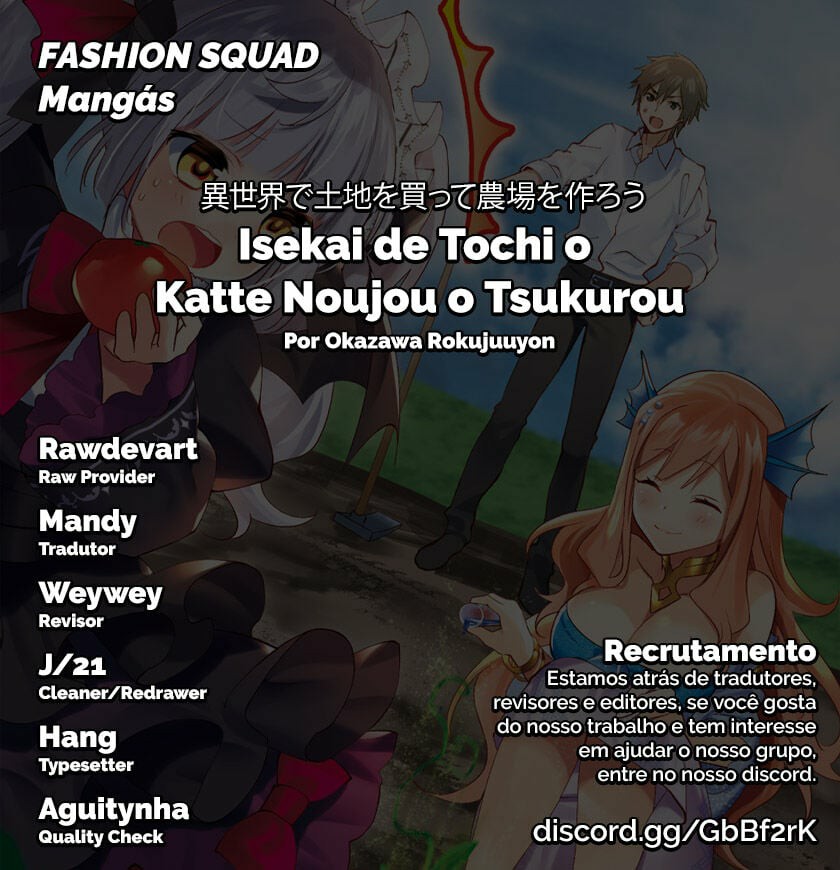 FASHION SQUAD
Mangás
異世界で土地を買って農場を作ろう
Isekai de Tochi o
Katte Noujou o Tsukurou
Por Okazawa Rokujuuyon
Rawdevart
Raw Provider
Mandy
Tradutor
Weywey
Revisor
J/21
Cleaner/Redrawer
Hang
Typesetter
Aguitynha
Quality Check
Recrutamento
Estamos atrás de tradutores,
revisores e editores, se você gosta
do nosso trabalho e tem interesse
em ajudar o nosso grupo,
entre no nosso discord.
discord.gg/GbBf2rK